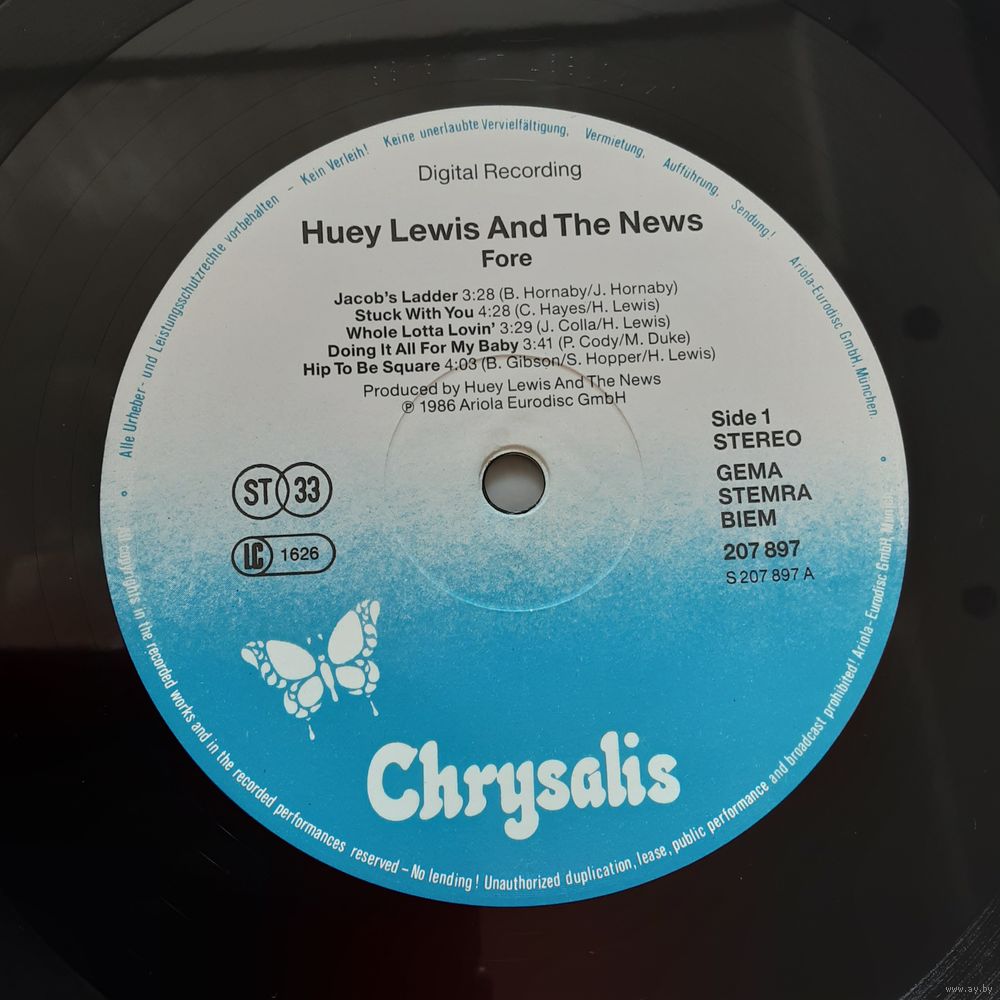 Alle Urheber- und Leistungsschutzrechte vorbehalten – Kein Verleih! Keine unerlaubte Vervielfältigung, Vermietung, Aufführung, Sendung! Ariola-Eurodisc GmbH, München.
Digital Recording
Huey Lewis And The News
Fore
Jacob's Ladder 3:28 (B. Hornaby/J. Hornaby)
Stuck With You 4:28 (C. Hayes/H. Lewis)
Whole Lotta Lovin' 3:29 (J. Colla/H. Lewis)
Doing It All For My Baby 3:41 (P. Cody/M. Duke)
Hip To Be Square 4:03 (B. Gibson/S. Hopper/H. Lewis)
Produced by Huey Lewis And The News
℗ 1986 Ariola Eurodisc GmbH
Side 1
STEREO
ST 33
GEMA
STEMRA
BIEM
LC 1626
207 897
S 207 897 A
Chrysalis
All copyrights in the recorded works and in the recorded performances reserved – No lending! Unauthorized duplication, lease, public performance and broadcast prohibited! Ariola-Eurodisc GmbH, Munich
www.ay.by